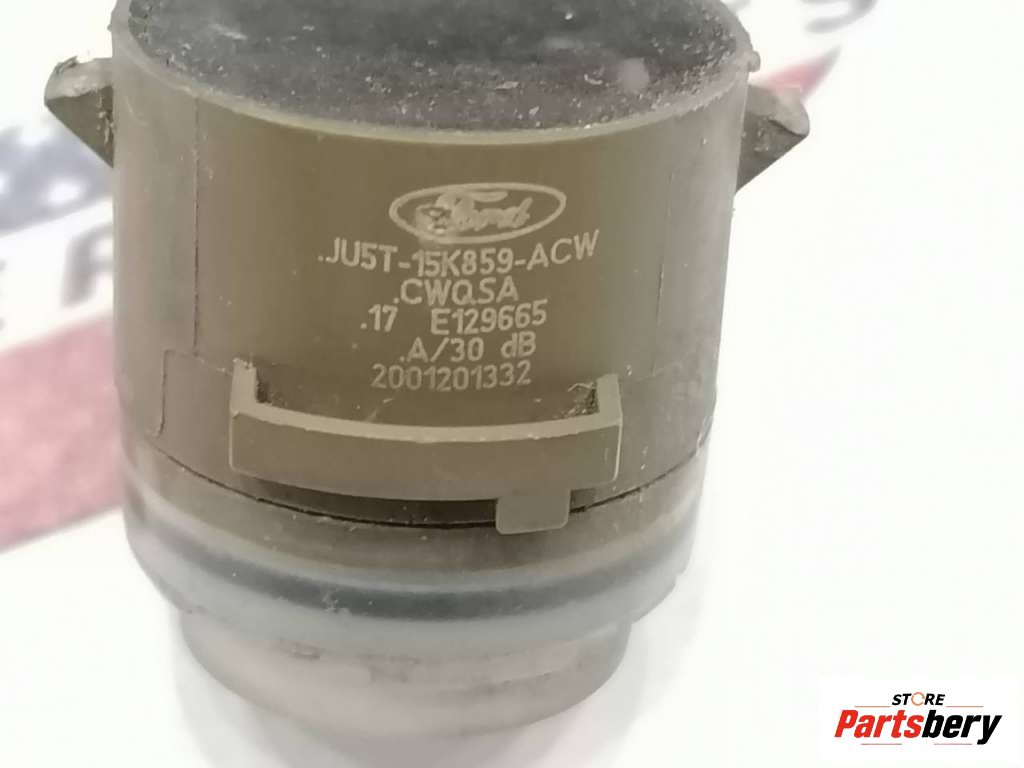 Ford
.JU5T-15K859-ACW
.CWQSA
.17 E129665
.A/30 dB
2001201332
STORE
Partsbery